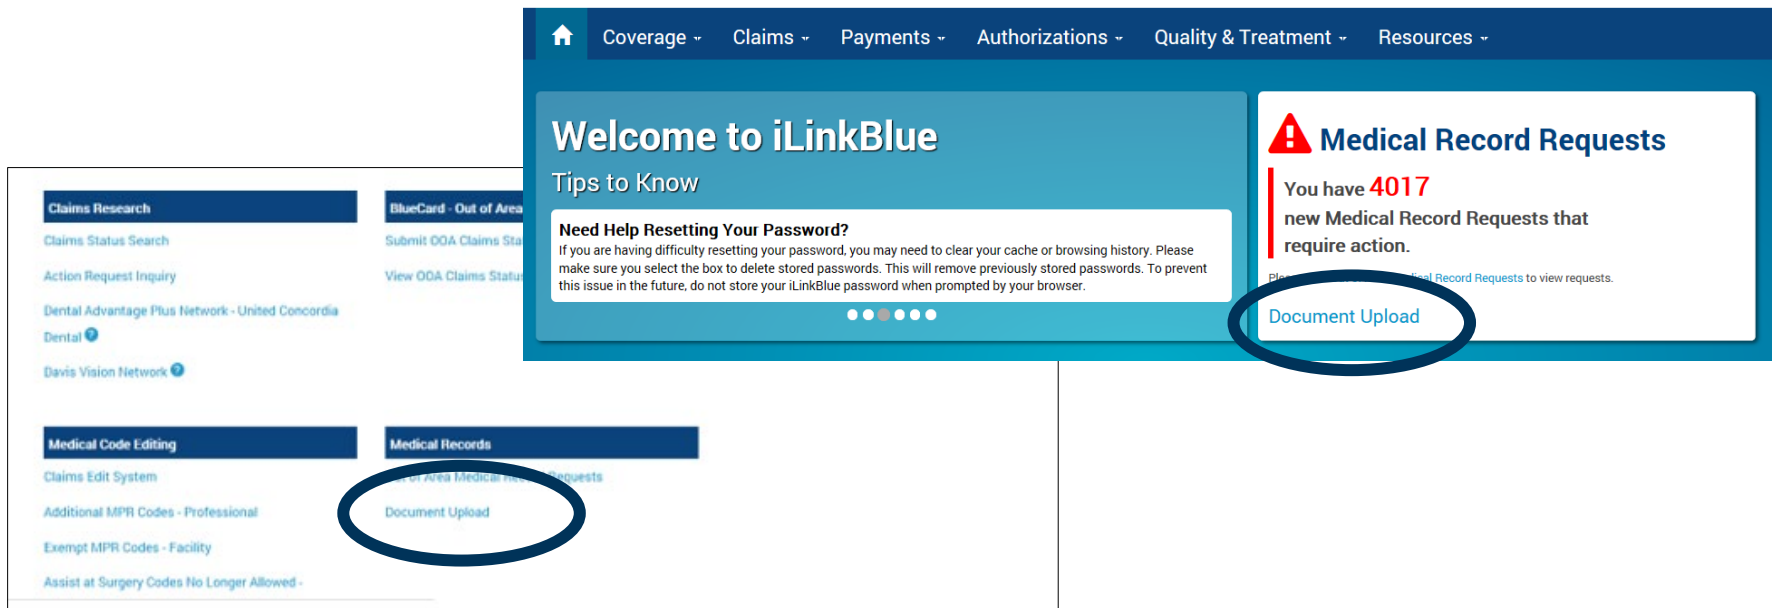 Coverage
Claims
Payments
Authorizations
Quality & Treatment
Resources
Welcome to iLinkBlue
Tips to Know
Need Help Resetting Your Password?
If you are having difficulty resetting your password, you may need to clear your cache or browsing history. Please
make sure you select the box to delete stored passwords. This will remove previously stored passwords. To prevent
this issue in the future, do not store your iLinkBlue password when prompted by your browser.
Medical Record Requests
You have 4017
new Medical Record Requests that
require action.
Record Requests to view requests.
Document Upload
Claims Research
Claims Status Search
Action Request Inquiry
Dental Advantage Plus Network - United Concordia
Dental
Davis Vision Network
BlueCard - Out of Area
Submit OOA Claims
View OOA Claims Status
Medical Code Editing
Claims Edit System
Additional MPR Codes - Professional
Exempt MPR Codes - Facility
Assist at Surgery Codes No Longer Allowed -
Medical Records
of Area Medical Requests
Document Upload